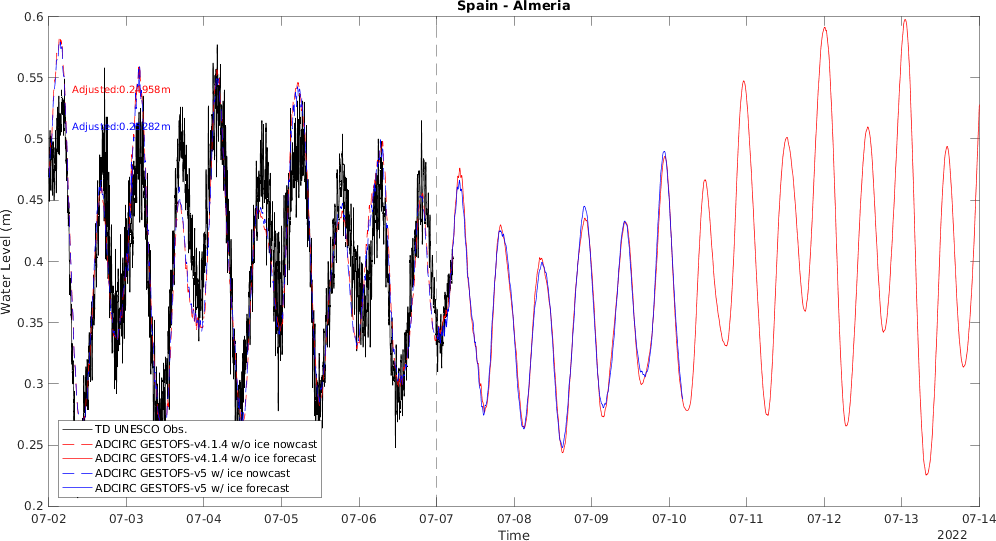 Spain - Almeria
0.6
0.55
0.5
0.45
0.4
0.35
0.3
0.25
0.2
Water Level (m)
Adjusted:0.24958m
TD UNESCO Obs.
ADCIRC GESTOFS-v4.1.4 w/o ice nowcast
ADCIRC GESTOFS-v4.1.4 w/o ice forecast
ADCIRC GESTOFS-v5 w/ ice nowcast
ADCIRC GESTOFS-v5 w/ ice forecast
07-02 07-03 07-04 07-05 07-06 07-07 07-08 07-09 07-10 07-11 07-12 07-13 07-14
Time
2022